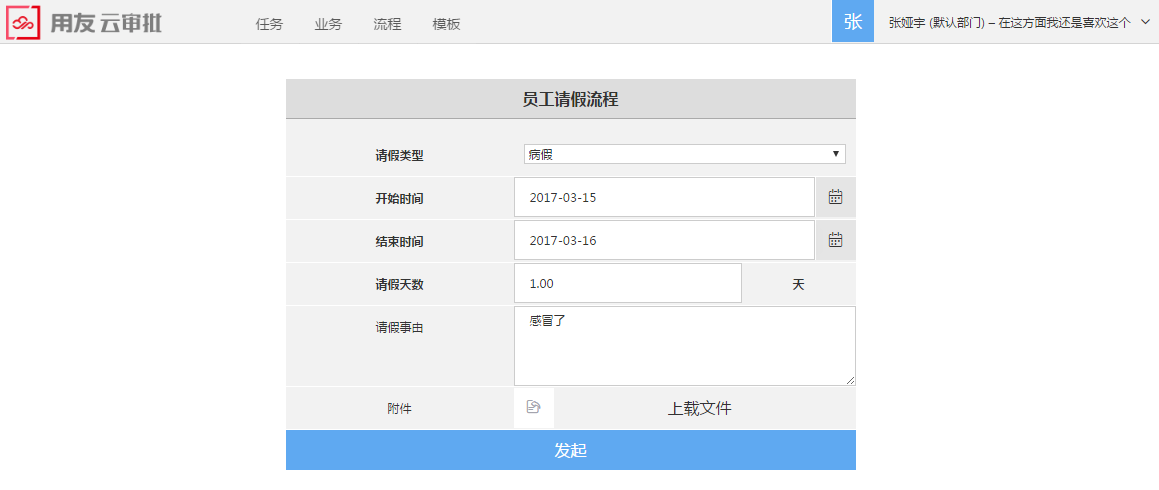 用友 云审批
任务 业务 流程 模板
张 张娅宇 (默认部门) – 在这方面我还是喜欢这个
员工请假流程
请假类型 病假
开始时间 2017-03-15
结束时间 2017-03-16
请假天数 1.00 天
请假事由 感冒了
附件 上载文件
发起